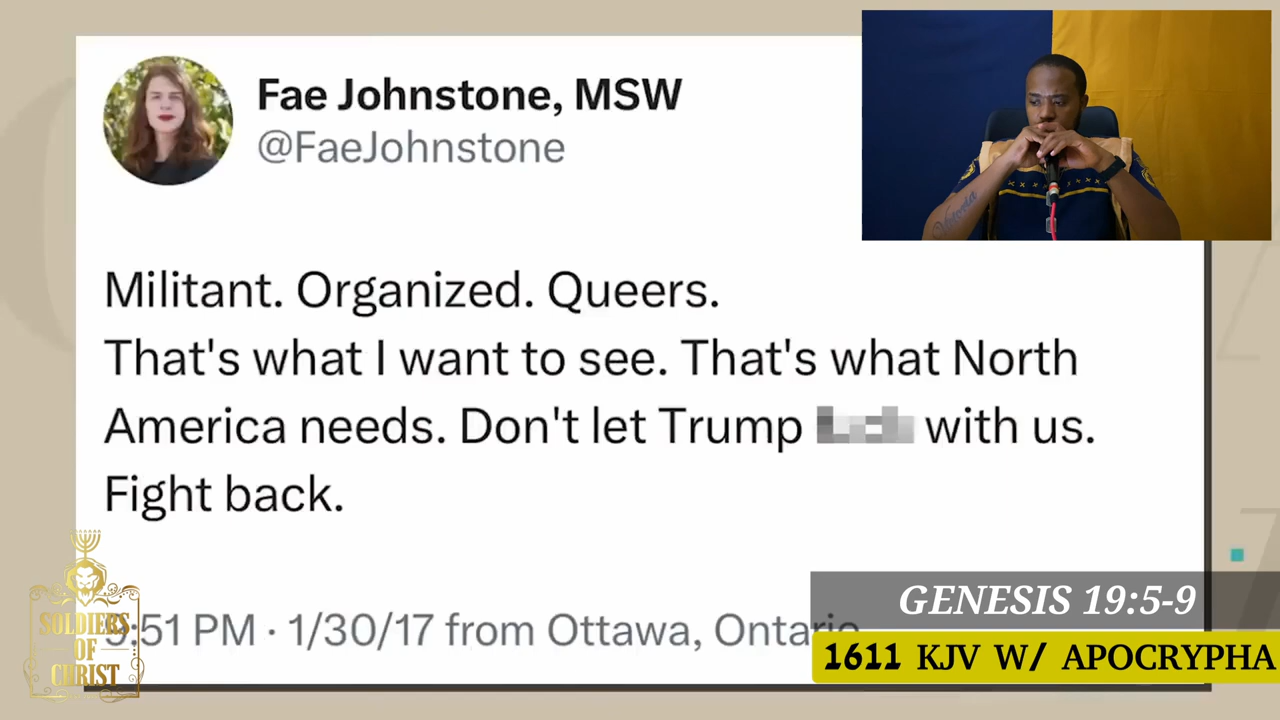 Fae Johnstone, MSW
@FaeJohnstone
Militant. Organized. Queers.
That's what I want to see. That's what North
America needs. Don't let Trump with us.
Fight back.
:51 PM · 1/30/17 from Ottawa, Ontario
GENESIS 19:5-9
1611 KJV W/ APOCRYPHA
SOLDIERS
OF
CHRIST